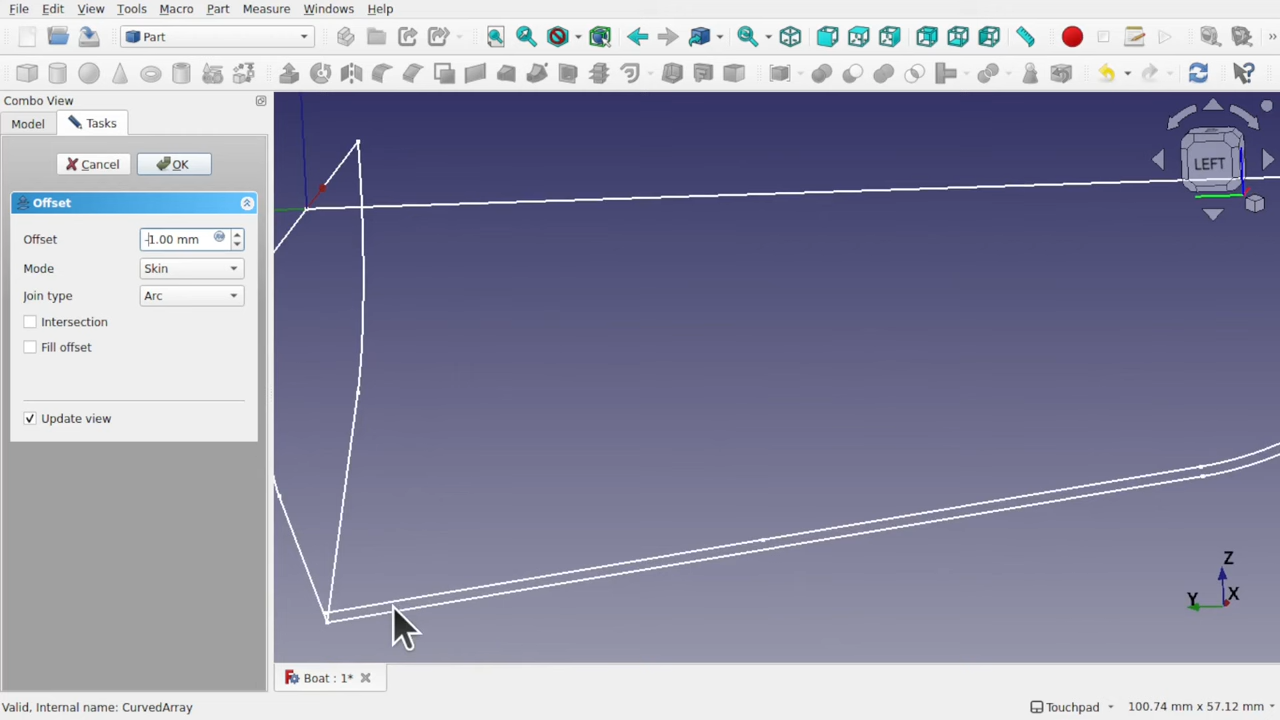 File Edit View Tools Macro Part Measure Windows Help
Part
Combo View
Model Tasks
Cancel OK
Offset
Offset -1.00 mm
Mode Skin
Join type Arc
Intersection
Fill offset
Update view
LEFT
Z
Y X
Boat : 1*
Valid, Internal name: CurvedArray Touchpad 100.74 mm x 57.12 mm